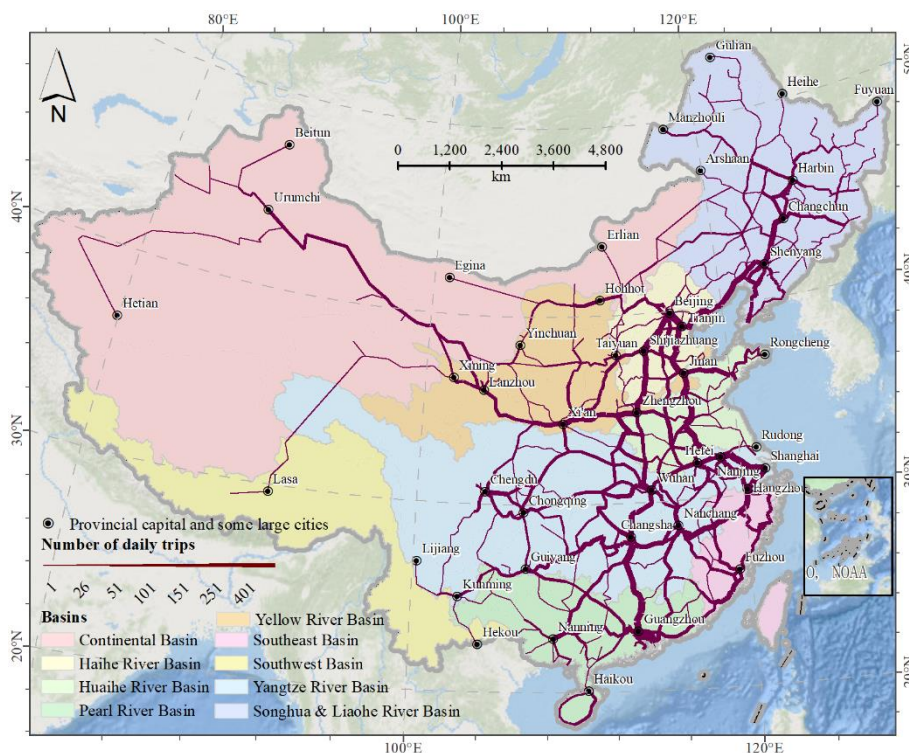 80°E
100°E
120°E
50°N
40°N
40°N
30°N
30°N
20°N
20°N
100°E
120°E
N
0 1,200 2,400 3,600 4,800
km
Gulian
Heihe
Fuyuan
Manzhouli
Arshaan
Harbin
Changchun
Shenyang
Beitun
Urumchi
Erlian
Egina
Hohhot
Beijing
Tianjin
Hetian
Yinchuan
Taiyuan
Shijiazhuang
Jinan
Rongcheng
Xining
Lanzhou
Xi'an
Zhengzhou
Rudong
Hefei
Nanjing
Shanghai
Lasa
Chengdu
Wuhan
Hangzhou
Chongqing
Nanchang
Changsha
Lijiang
Guiyang
Fuzhou
Kunming
Guangzhou
Hekou
Nanning
Haikou
O, NOAA
Provincial capital and some large cities
Number of daily trips
1 26 51 101 151 251 401
Basins
Continental Basin
Haihe River Basin
Huaihe River Basin
Pearl River Basin
Yellow River Basin
Southeast Basin
Southwest Basin
Yangtze River Basin
Songhua & Liaohe River Basin